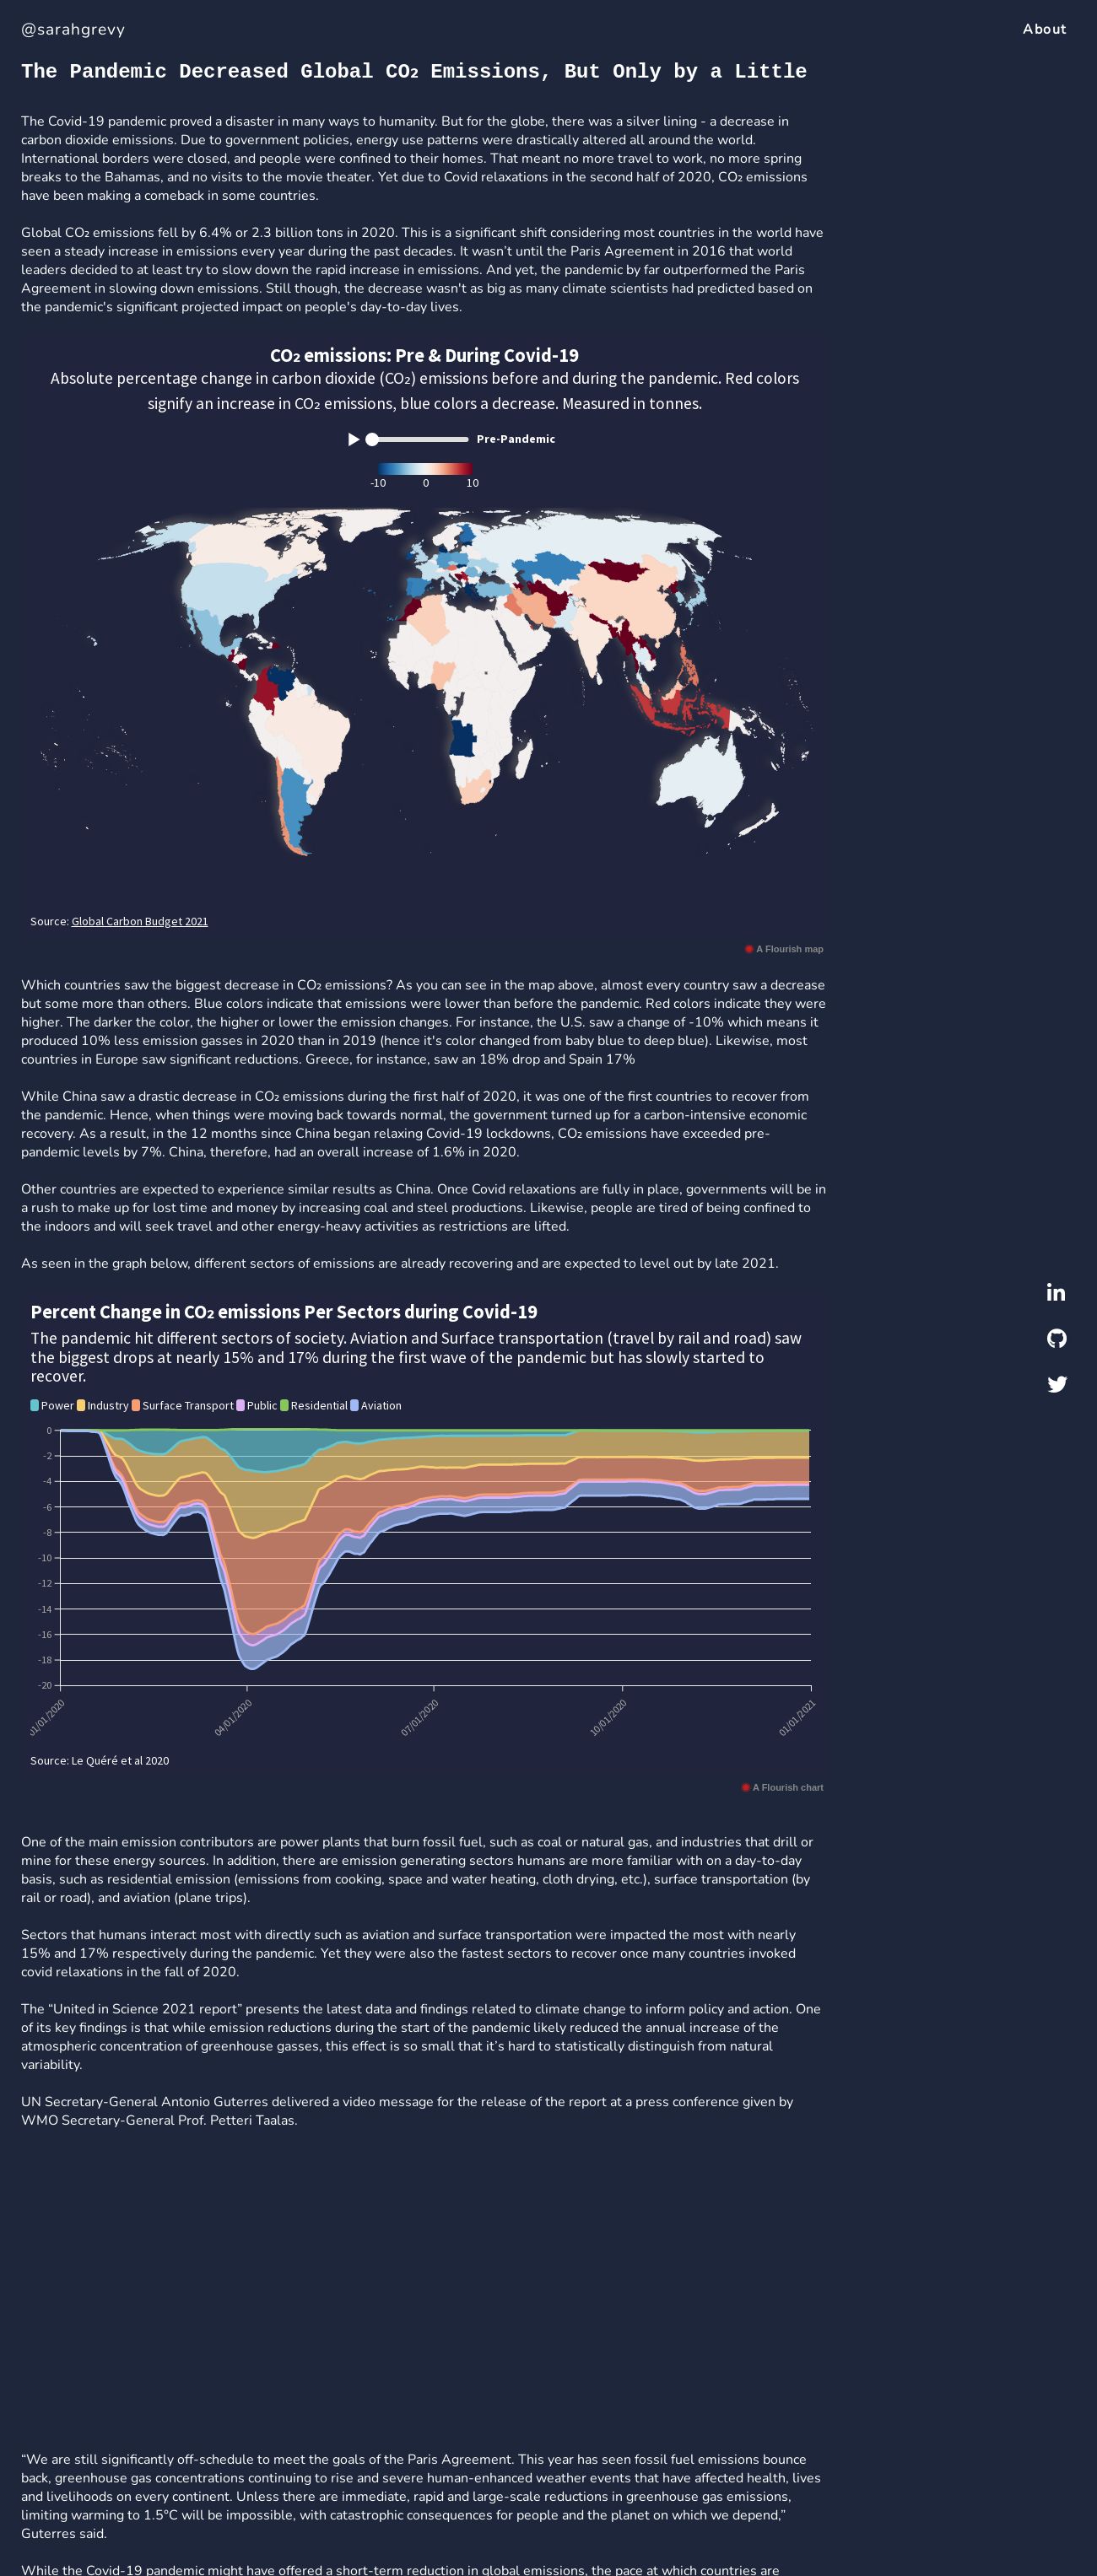 @sarahgrevy
About
The Pandemic Decreased Global CO₂ Emissions, But Only by a Little
The Covid-19 pandemic proved a disaster in many ways to humanity. But for the globe, there was a silver lining - a decrease in
carbon dioxide emissions. Due to government policies, energy use patterns were drastically altered all around the world.
International borders were closed, and people were confined to their homes. That meant no more travel to work, no more spring
breaks to the Bahamas, and no visits to the movie theater. Yet due to Covid relaxations in the second half of 2020, CO₂ emissions
have been making a comeback in some countries.
Global CO₂ emissions fell by 6.4% or 2.3 billion tons in 2020. This is a significant shift considering most countries in the world have
seen a steady increase in emissions every year during the past decades. It wasn’t until the Paris Agreement in 2016 that world
leaders decided to at least try to slow down the rapid increase in emissions. And yet, the pandemic by far outperformed the Paris
Agreement in slowing down emissions. Still though, the decrease wasn't as big as many climate scientists had predicted based on
the pandemic's significant projected impact on people's day-to-day lives.
CO₂ emissions: Pre & During Covid-19
Absolute percentage change in carbon dioxide (CO₂) emissions before and during the pandemic. Red colors
signify an increase in CO₂ emissions, blue colors a decrease. Measured in tonnes.
Pre-Pandemic
-10 0 10
Source: Global Carbon Budget 2021
A Flourish map
Which countries saw the biggest decrease in CO₂ emissions? As you can see in the map above, almost every country saw a decrease
but some more than others. Blue colors indicate that emissions were lower than before the pandemic. Red colors indicate they were
higher. The darker the color, the higher or lower the emission changes. For instance, the U.S. saw a change of -10% which means it
produced 10% less emission gasses in 2020 than in 2019 (hence it's color changed from baby blue to deep blue). Likewise, most
countries in Europe saw significant reductions. Greece, for instance, saw an 18% drop and Spain 17%
While China saw a drastic decrease in CO₂ emissions during the first half of 2020, it was one of the first countries to recover from
the pandemic. Hence, when things were moving back towards normal, the government turned up for a carbon-intensive economic
recovery. As a result, in the 12 months since China began relaxing Covid-19 lockdowns, CO₂ emissions have exceeded pre-
pandemic levels by 7%. China, therefore, had an overall increase of 1.6% in 2020.
Other countries are expected to experience similar results as China. Once Covid relaxations are fully in place, governments will be in
a rush to make up for lost time and money by increasing coal and steel productions. Likewise, people are tired of being confined to
the indoors and will seek travel and other energy-heavy activities as restrictions are lifted.
As seen in the graph below, different sectors of emissions are already recovering and are expected to level out by late 2021.
Percent Change in CO₂ emissions Per Sectors during Covid-19
The pandemic hit different sectors of society. Aviation and Surface transportation (travel by rail and road) saw
the biggest drops at nearly 15% and 17% during the first wave of the pandemic but has slowly started to
recover.
Power Industry Surface Transport Public Residential Aviation
0
-2
-4
-6
-8
-10
-12
-14
-16
-18
-20
01/01/2020 04/01/2020 07/01/2020 10/01/2020 01/01/2021
Source: Le Quéré et al 2020
A Flourish chart
One of the main emission contributors are power plants that burn fossil fuel, such as coal or natural gas, and industries that drill or
mine for these energy sources. In addition, there are emission generating sectors humans are more familiar with on a day-to-day
basis, such as residential emission (emissions from cooking, space and water heating, cloth drying, etc.), surface transportation (by
rail or road), and aviation (plane trips).
Sectors that humans interact most with directly such as aviation and surface transportation were impacted the most with nearly
15% and 17% respectively during the pandemic. Yet they were also the fastest sectors to recover once many countries invoked
covid relaxations in the fall of 2020.
The “United in Science 2021 report” presents the latest data and findings related to climate change to inform policy and action. One
of its key findings is that while emission reductions during the start of the pandemic likely reduced the annual increase of the
atmospheric concentration of greenhouse gasses, this effect is so small that it’s hard to statistically distinguish from natural
variability.
UN Secretary-General Antonio Guterres delivered a video message for the release of the report at a press conference given by
WMO Secretary-General Prof. Petteri Taalas.
“We are still significantly off-schedule to meet the goals of the Paris Agreement. This year has seen fossil fuel emissions bounce
back, greenhouse gas concentrations continuing to rise and severe human-enhanced weather events that have affected health, lives
and livelihoods on every continent. Unless there are immediate, rapid and large-scale reductions in greenhouse gas emissions,
limiting warming to 1.5°C will be impossible, with catastrophic consequences for people and the planet on which we depend,”
Guterres said.
While the Covid-19 pandemic might have offered a short-term reduction in global emissions, the pace at which countries are